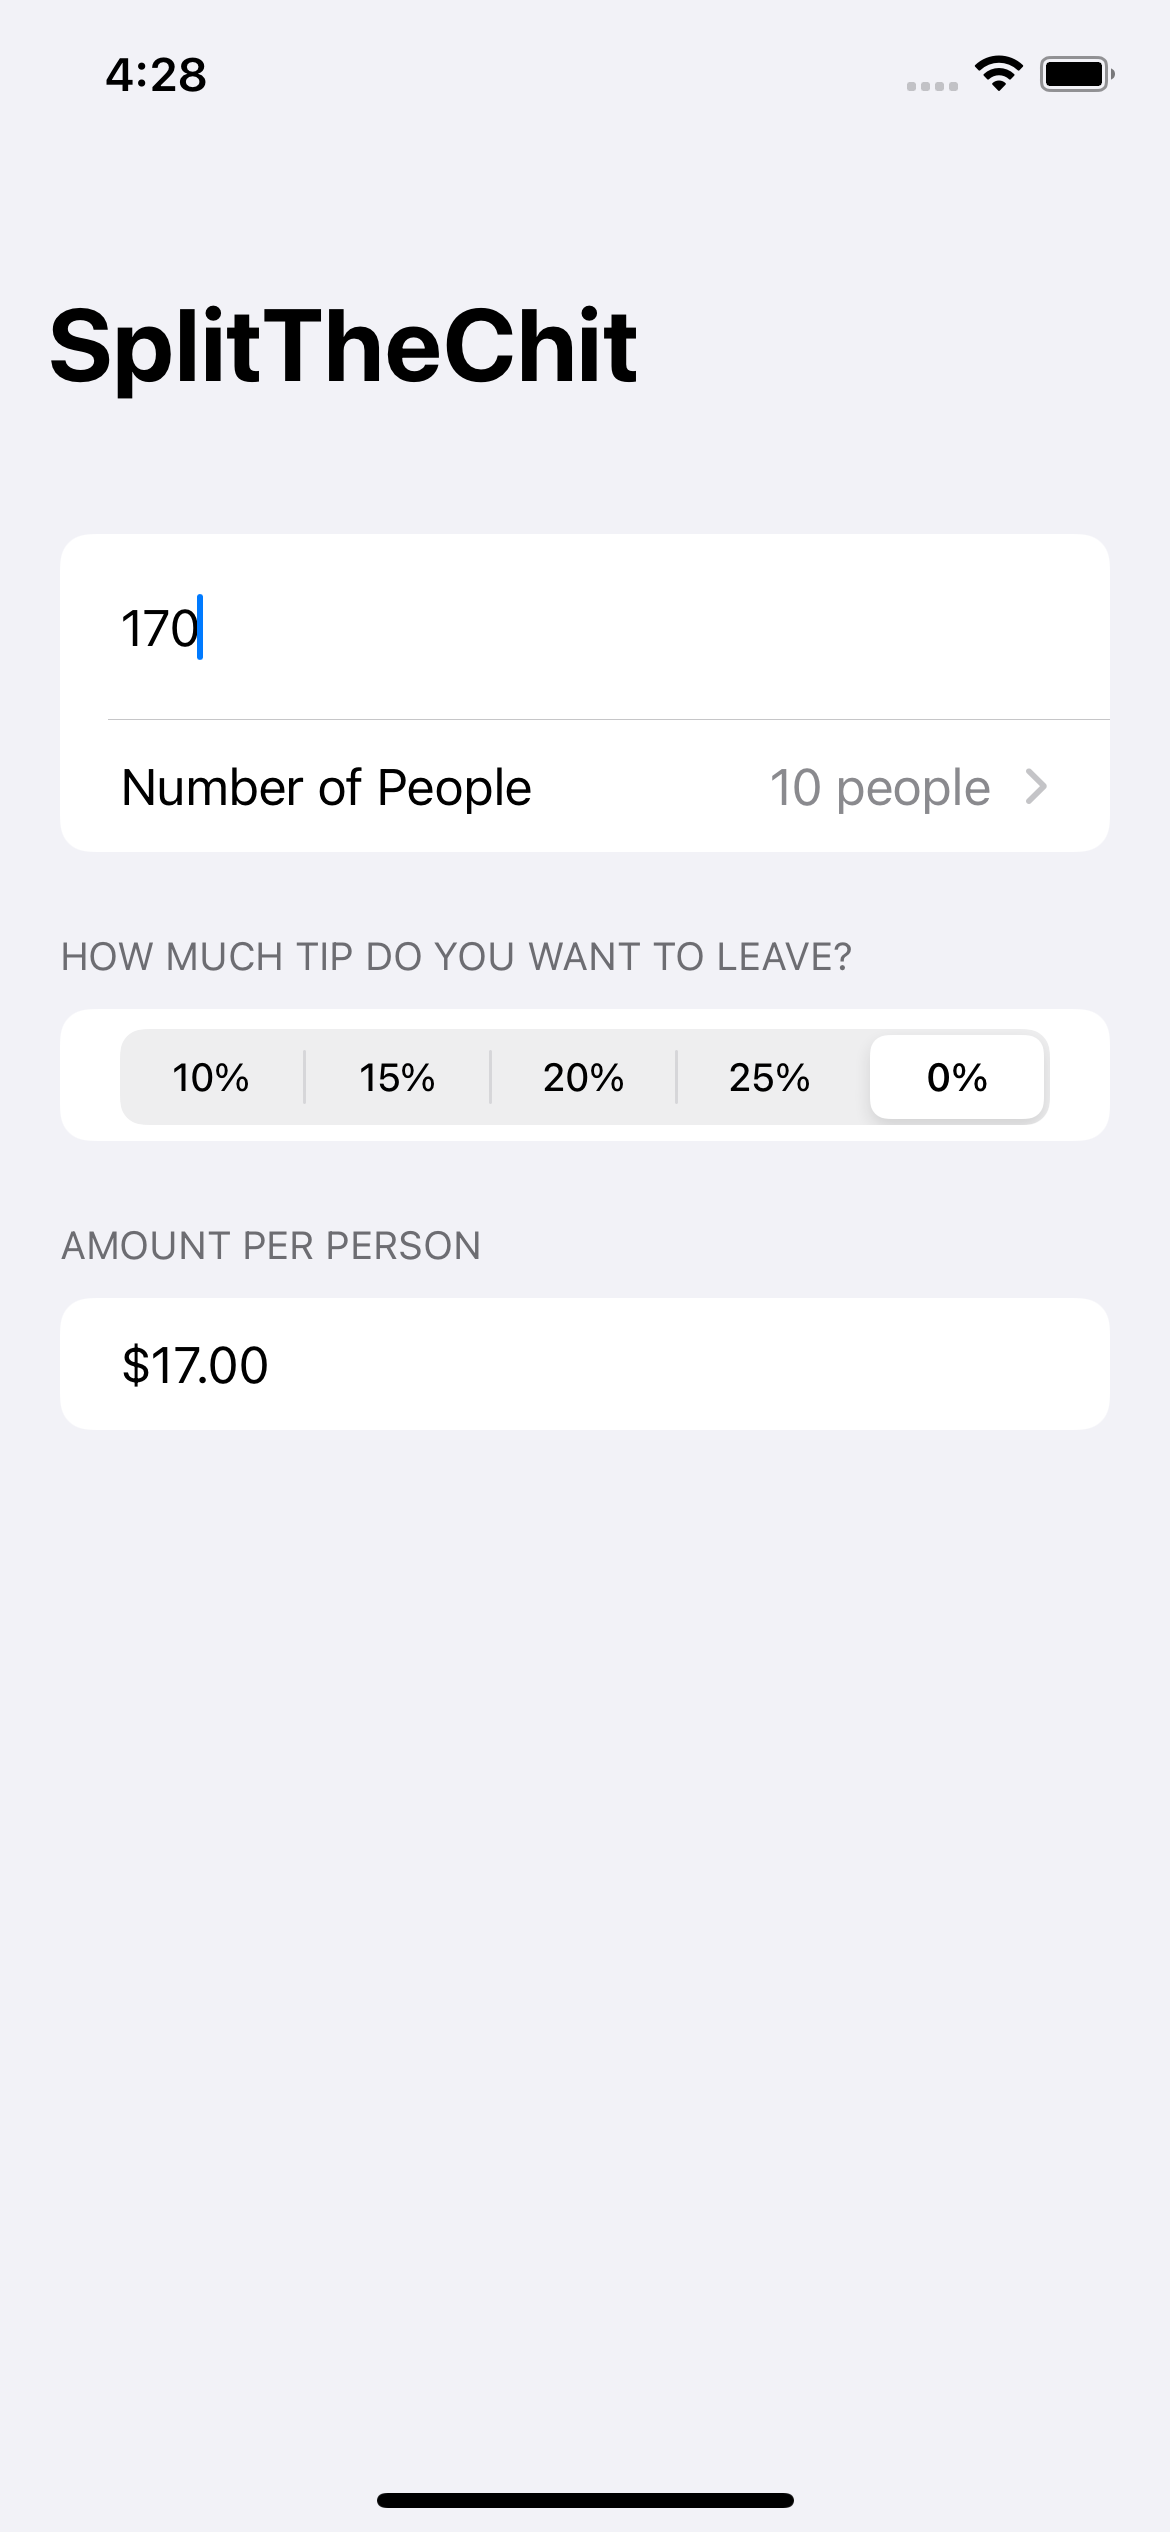 4:28
SplitTheChit
170
Number of People 10 people
HOW MUCH TIP DO YOU WANT TO LEAVE?
10% 15% 20% 25% 0%
AMOUNT PER PERSON
$17.00